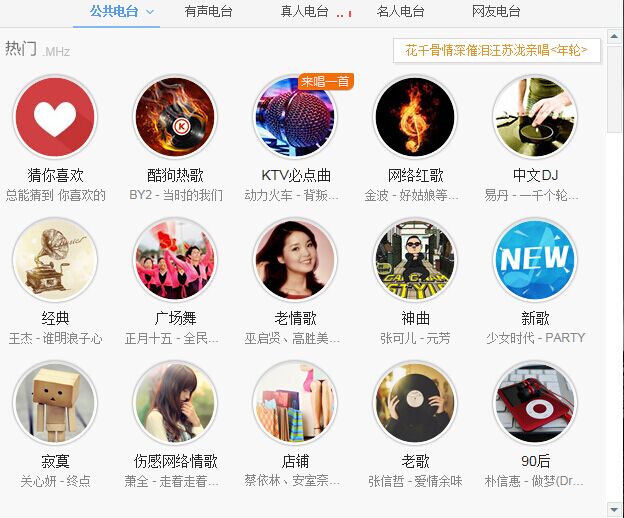 公共电台 有声电台 真人电台 名人电台 网友电台
热门 .MHz 花千骨情深催泪汪苏泷亲唱<年轮>
来唱一首
猜你喜欢 酷狗热歌 KTV必点曲 网络红歌 中文DJ
总能猜到 你喜欢的 BY2 - 当时的我们 动力火车 - 背叛... 金波 - 好姑娘等... 易丹 - 一千个轮...
NEW
经典 广场舞 老情歌 神曲 新歌
王杰 - 谁明浪子心 正月十五 - 全民... 巫启贤、高胜美... 张可儿 - 元芳 少女时代 - PARTY
寂寞 伤感网络情歌 店铺 老歌 90后
关心妍 - 终点 萧全 - 走着走着... 蔡依林、安室奈... 张信哲 - 爱情余味 朴信惠 - 做梦(Dr...